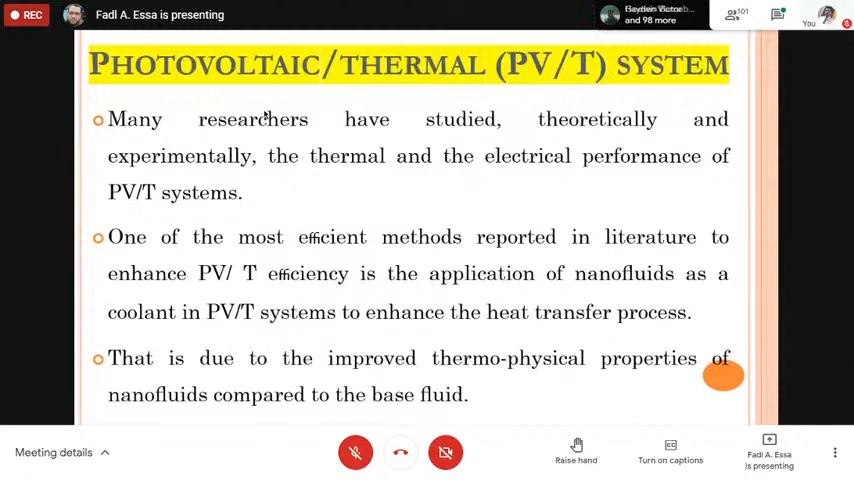 REC
Fadl A. Essa is presenting
and 98 more
101
You
PHOTOVOLTAIC/THERMAL (PV/T) SYSTEM
Many researchers have studied, theoretically and
experimentally, the thermal and the electrical performance of
PV/T systems.
One of the most efficient methods reported in literature to
enhance PV/ T efficiency is the application of nanofluids as a
coolant in PV/T systems to enhance the heat transfer process.
That is due to the improved thermo-physical properties of
nanofluids compared to the base fluid.
Meeting details
Raise hand
Turn on captions
Fadl A. Essa
is presenting